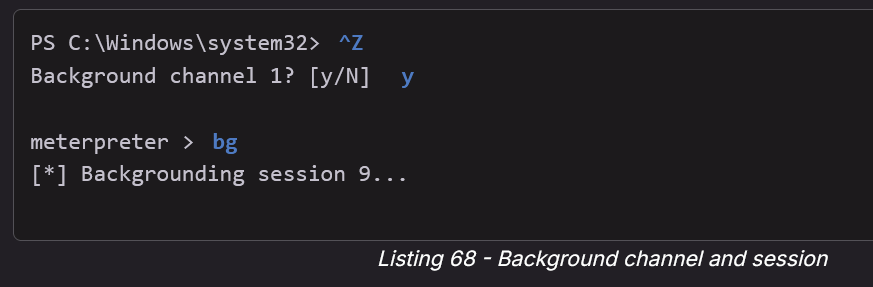 PS C:\Windows\system32> ^Z
Background channel 1? [y/N] y
meterpreter > bg
[*] Backgrounding session 9...
Listing 68 - Background channel and session